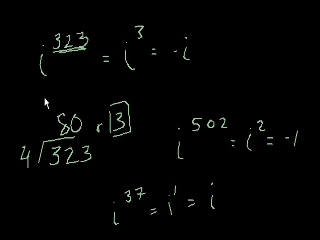 i^323 = i^3 = -i
80 r 3
4)323
i^502 = i^2 = -1
i^37 = i^1 = i